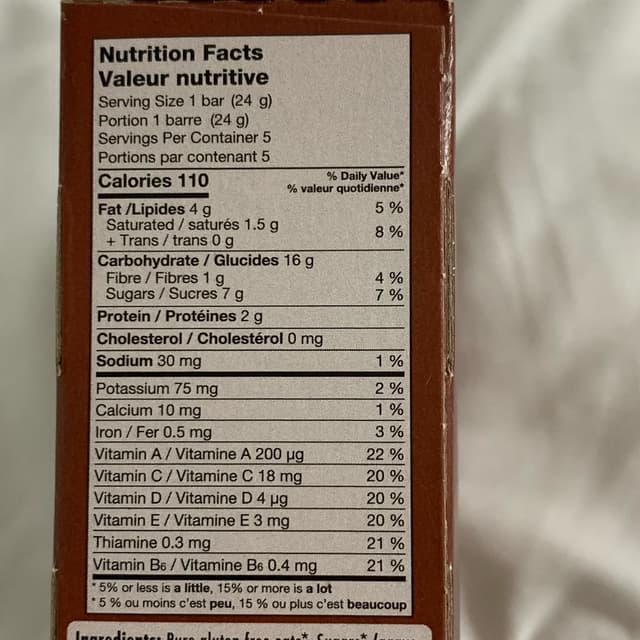 Nutrition Facts
Valeur nutritive
Serving Size 1 bar (24 g)
Portion 1 barre (24 g)
Servings Per Container 5
Portions par contenant 5
Calories 110
% Daily Value*
% valeur quotidienne*
Fat /Lipides 4 g 5 %
Saturated / saturés 1.5 g
+ Trans / trans 0 g 8 %
Carbohydrate / Glucides 16 g
Fibre / Fibres 1 g 4 %
Sugars / Sucres 7 g 7 %
Protein / Protéines 2 g
Cholesterol / Cholestérol 0 mg
Sodium 30 mg 1 %
Potassium 75 mg 2 %
Calcium 10 mg 1 %
Iron / Fer 0.5 mg 3 %
Vitamin A / Vitamine A 200 µg 22 %
Vitamin C / Vitamine C 18 mg 20 %
Vitamin D / Vitamine D 4 µg 20 %
Vitamin E / Vitamine E 3 mg 20 %
Thiamine 0.3 mg 21 %
Vitamin B6 / Vitamine B6 0.4 mg 21 %
* 5% or less is a little, 15% or more is a lot
* 5 % ou moins c'est peu, 15 % ou plus c'est beaucoup
Ingredients: Pure gluten free oats*, Sugars*